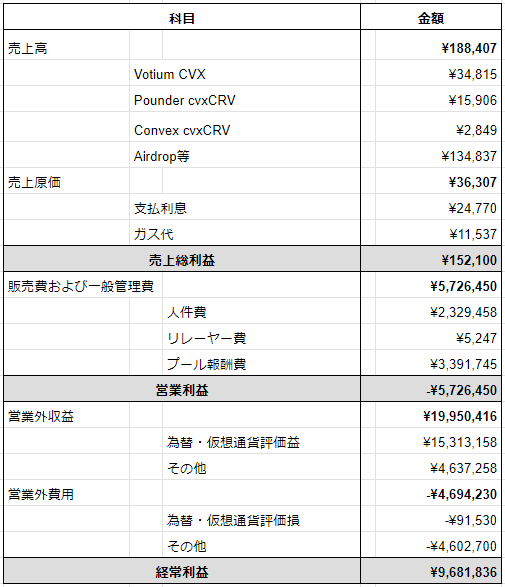 科目 金額
売上高 ¥188,407
Votium CVX ¥34,815
Pounder cvxCRV ¥15,906
Convex cvxCRV ¥2,849
Airdrop等 ¥134,837
売上原価 ¥36,307
支払利息 ¥24,770
ガス代 ¥11,537
売上総利益 ¥152,100
販売費および一般管理費 ¥5,726,450
人件費 ¥2,329,458
リレーヤー費 ¥5,247
プール報酬費 ¥3,391,745
営業利益 -¥5,726,450
営業外収益 ¥19,950,416
為替・仮想通貨評価益 ¥15,313,158
その他 ¥4,637,258
営業外費用 -¥4,694,230
為替・仮想通貨評価損 -¥91,530
その他 -¥4,602,700
経常利益 ¥9,681,836